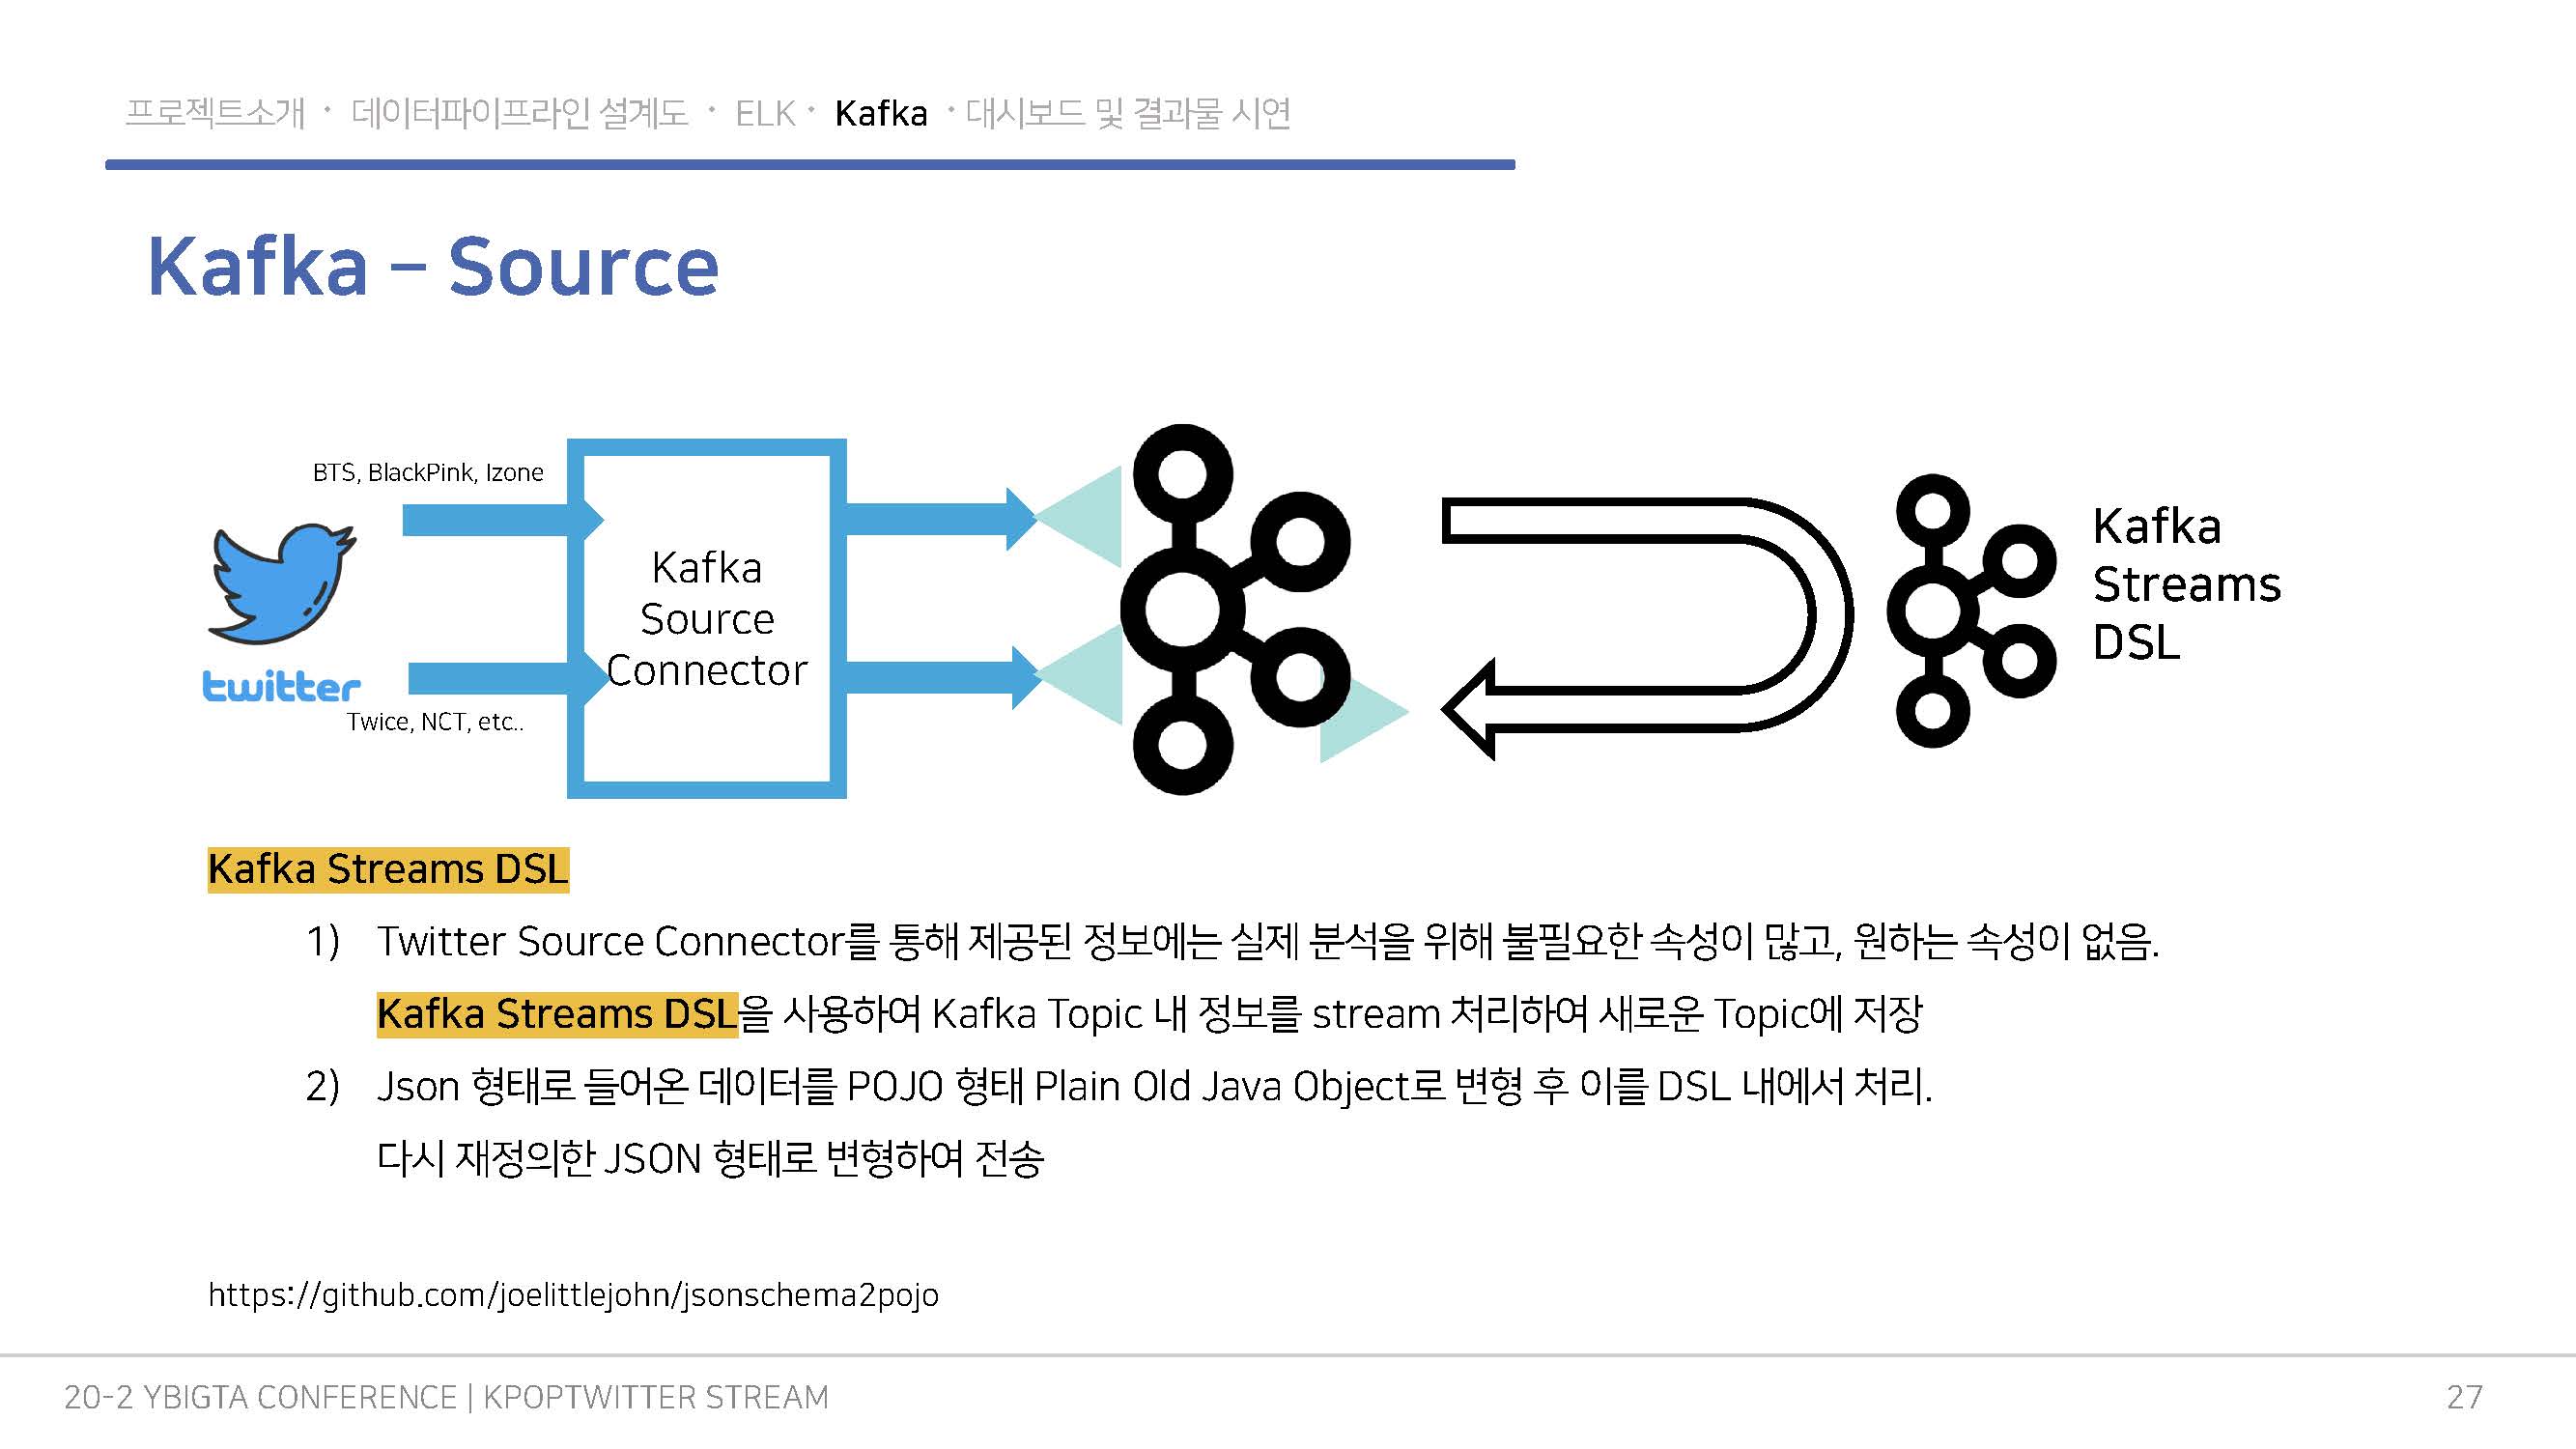 프로젝트소개 · 데이터파이프라인 설계도 · ELK · Kafka · 대시보드 및 결과물 시연
Kafka – Source
BTS, BlackPink, Izone
twitter
Twice, NCT, etc..
Kafka
Source
Connector
Kafka
Streams
DSL
Kafka Streams DSL
1) Twitter Source Connector를 통해 제공된 정보에는 실제 분석을 위해 불필요한 속성이 많고, 원하는 속성이 없음.
Kafka Streams DSL을 사용하여 Kafka Topic 내 정보를 stream 처리하여 새로운 Topic에 저장
2) Json 형태로 들어온 데이터를 POJO 형태 Plain Old Java Object로 변형 후 이를 DSL 내에서 처리.
다시 재정의한 JSON 형태로 변형하여 전송
https://github.com/joelittlejohn/jsonschema2pojo
20-2 YBIGTA CONFERENCE | KPOPTWITTER STREAM
27